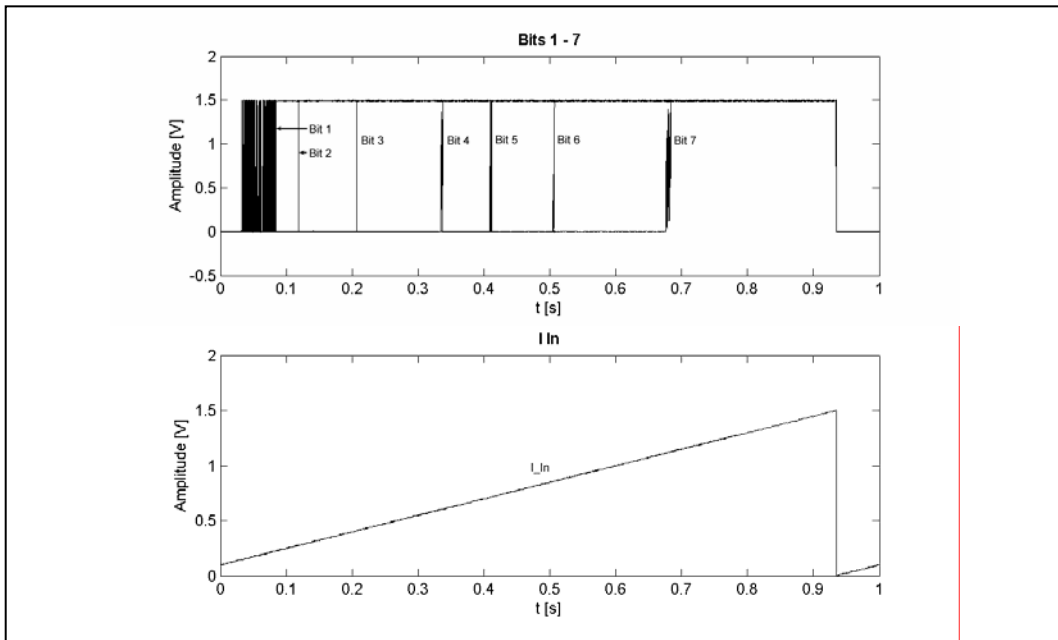 Bits 1 - 7
Amplitude [V]
2
1.5
1
0.5
0
-0.5
Bit 1
Bit 2
Bit 3
Bit 4
Bit 5
Bit 6
Bit 7
0 0.1 0.2 0.3 0.4 0.5 0.6 0.7 0.8 0.9 1
t [s]
I In
Amplitude [V]
2
1.5
1
0.5
0
I_In
0 0.1 0.2 0.3 0.4 0.5 0.6 0.7 0.8 0.9 1
t [s]